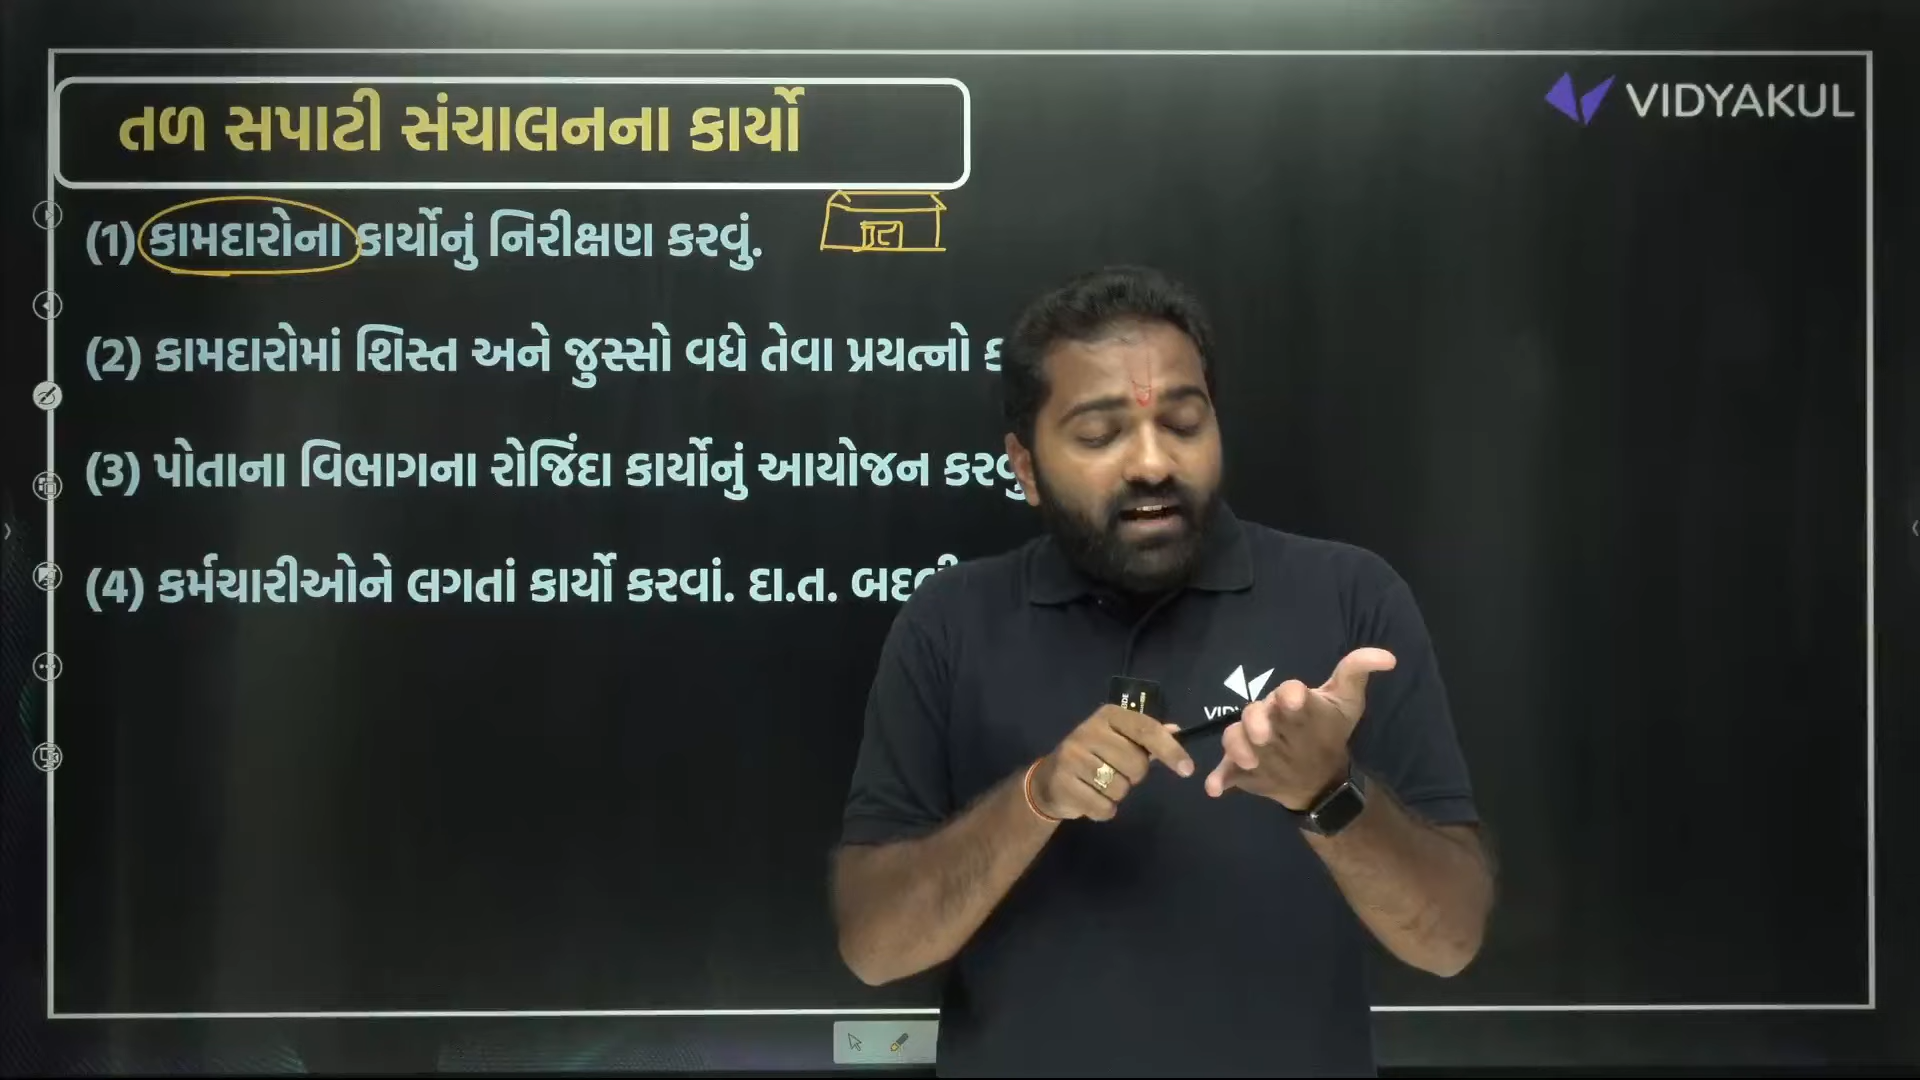 તળ સપાટી સંચાલનના કાર્યો
VIDYAKUL
(1) કામદારોના કાર્યોનું નિરીક્ષણ કરવું.
(2) કામદારોમાં શિસ્ત અને જુસ્સો વધે તેવા પ્રયત્નો
(3) પોતાના વિભાગના રોજિંદા કાર્યોનું આયોજન
(4) કર્મચારીઓને લગતાં કાર્યો કરવાં. દા.ત.